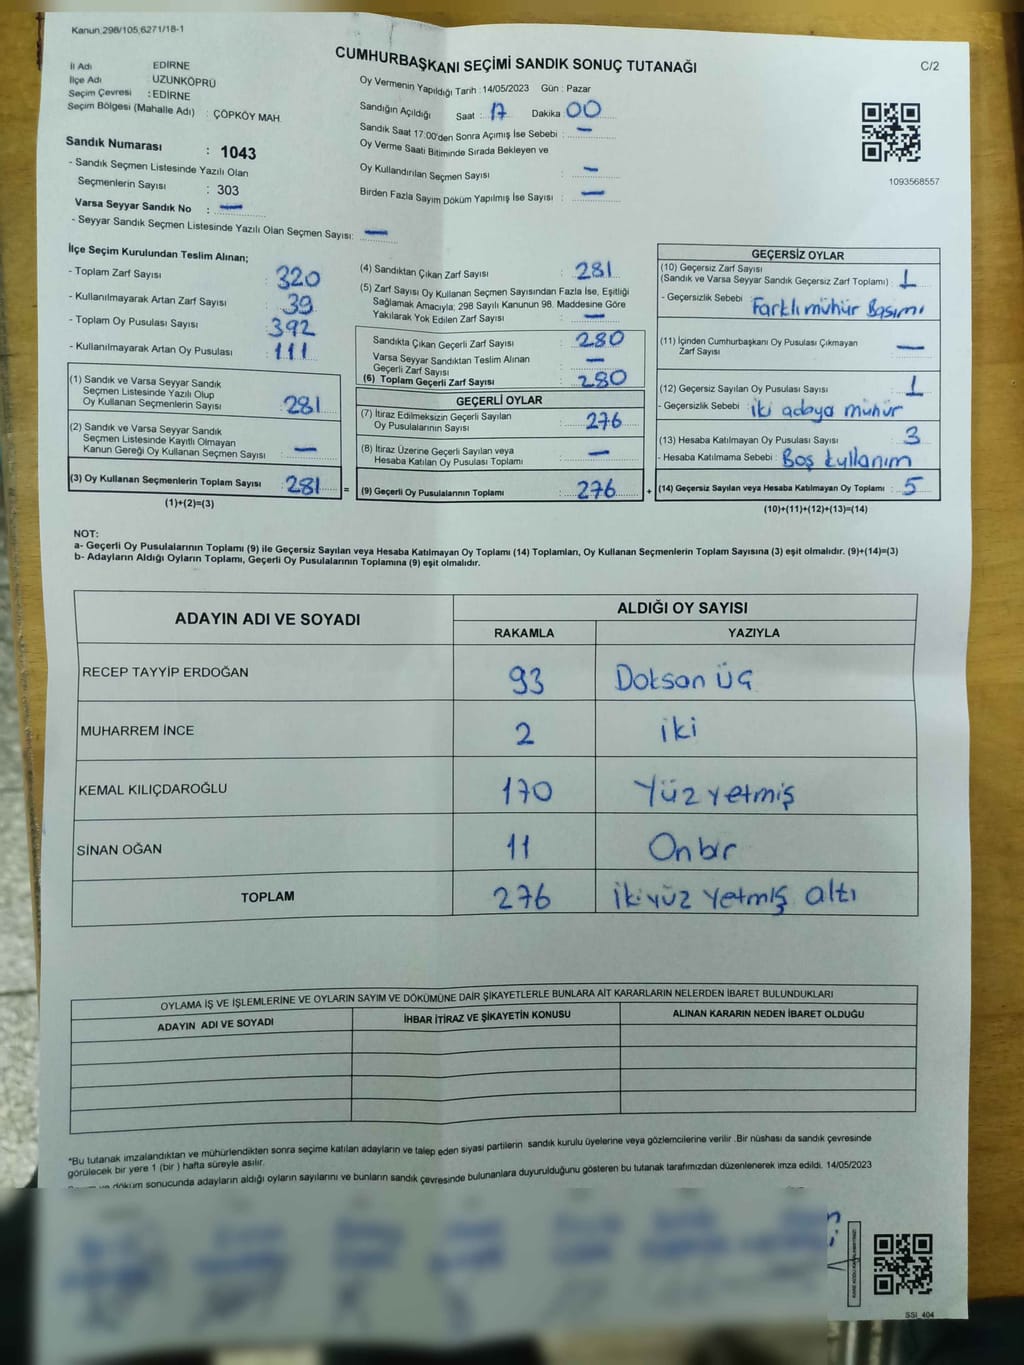 Kanun 298/105,6271/18-1
CUMHURBAŞKANI SEÇİMİ SANDIK SONUÇ TUTANAĞI
C/2
İl Adı EDİRNE
İlçe Adı UZUNKÖPRÜ
Seçim Çevresi : EDİRNE
Seçim Bölgesi (Mahalle Adı) : ÇÖPKÖY MAH.
Sandık Numarası : 1043
- Sandık Seçmen Listesinde Yazılı Olan
Seçmenlerin Sayısı : 303
Varsa Seyyar Sandık No : —
- Seyyar Sandık Seçmen Listesinde Yazılı Olan Seçmen Sayısı: —
Oy Vermenin Yapıldığı Tarih : 14/05/2023 Gün : Pazar
Sandığın Açıldığı Saat : 17 Dakika : 00
Sandık Saat 17:00'den Sonra Açılmış İse Sebebi : —
Oy Verme Saati Bitiminde Sırada Bekleyen ve
Oy Kullandırılan Seçmen Sayısı : —
Birden Fazla Sayım Döküm Yapılmış İse Sayısı : —
1093568557
İlçe Seçim Kurulundan Teslim Alınan;
- Toplam Zarf Sayısı : 320
- Kullanılmayarak Artan Zarf Sayısı : 39
- Toplam Oy Pusulası Sayısı : 392
- Kullanılmayarak Artan Oy Pusulası : 111
(1) Sandık ve Varsa Seyyar Sandık
Seçmen Listesinde Yazılı Olup
Oy Kullanan Seçmenlerin Sayısı : 281
(2) Sandık ve Varsa Seyyar Sandık
Seçmen Listesinde Kayıtlı Olmayan
Kanun Gereği Oy Kullanan Seçmen Sayısı : —
(3) Oy Kullanan Seçmenlerin Toplam Sayısı : 281 =
(1)+(2)=(3)
(4) Sandıktan Çıkan Zarf Sayısı : 281
(5) Zarf Sayısı Oy Kullanan Seçmen Sayısından Fazla İse, Eşitliği
Sağlamak Amacıyla; 298 Sayılı Kanunun 98. Maddesine Göre
Yakılarak Yok Edilen Zarf Sayısı : —
Sandıkta Çıkan Geçerli Zarf Sayısı : 280
Varsa Seyyar Sandıktan Teslim Alınan
Geçerli Zarf Sayısı : —
(6) Toplam Geçerli Zarf Sayısı : 280
GEÇERLİ OYLAR
(7) İtiraz Edilmeksizin Geçerli Sayılan
Oy Pusulalarının Sayısı : 276
(8) İtiraz Üzerine Geçerli Sayılan veya
Hesaba Katılan Oy Pusulası Toplamı : —
(9) Geçerli Oy Pusulalarının Toplamı : 276 +
GEÇERSİZ OYLAR
(10) Geçersiz Zarf Sayısı
(Sandık ve Varsa Seyyar Sandık Geçersiz Zarf Toplamı) : 1
- Geçersizlik Sebebi : Farklı mühür Basımı
(11) İçinden Cumhurbaşkanı Oy Pusulası Çıkmayan
Zarf Sayısı : —
(12) Geçersiz Sayılan Oy Pusulası Sayısı : 1
- Geçersizlik Sebebi : iki adaya mühür
(13) Hesaba Katılmayan Oy Pusulası Sayısı : 3
- Hesaba Katılmama Sebebi : Boş kullanım
(14) Geçersiz Sayılan veya Hesaba Katılmayan Oy Toplamı : 5
(10)+(11)+(12)+(13)=(14)
NOT:
a- Geçerli Oy Pusulalarının Toplamı (9) ile Geçersiz Sayılan veya Hesaba Katılmayan Oy Toplamı (14) Toplamları, Oy Kullanan Seçmenlerin Toplam Sayısına (3) eşit olmalıdır. (9)+(14)=(3)
b- Adayların Aldığı Oyların Toplamı, Geçerli Oy Pusulalarının Toplamına (9) eşit olmalıdır.
ADAYIN ADI VE SOYADI ALDIĞI OY SAYISI
RAKAMLA YAZIYLA
RECEP TAYYİP ERDOĞAN 93 Doksan üç
MUHARREM İNCE 2 iki
KEMAL KILIÇDAROĞLU 170 Yüz yetmiş
SİNAN OĞAN 11 Onbir
TOPLAM 276 İkiyüz yetmiş altı
OYLAMA İŞ VE İŞLEMLERİNE VE OYLARIN SAYIM VE DÖKÜMÜNE DAİR ŞİKAYETLERLE BUNLARA AİT KARARLARIN NELERDEN İBARET BULUNDUKLARI
ADAYIN ADI VE SOYADI İHBAR İTİRAZ VE ŞİKAYETİN KONUSU ALINAN KARARIN NEDEN İBARET OLDUĞU
*Bu tutanak imzalandıktan ve mühürlendikten sonra seçime katılan adayların ve talep eden siyasi partilerin sandık kurulu üyelerine veya gözlemcilerine verilir .Bir nüshası da sandık çevresinde
görülecek bir yere 1 (bir ) hafta süreyle asılır.
ve döküm sonucunda adayların aldığı oyların sayılarını ve bunların sandık çevresinde bulunanlara duyurulduğunu gösteren bu tutanak tarafımızdan düzenlenerek imza edildi. 14/05/2023
SSI_404